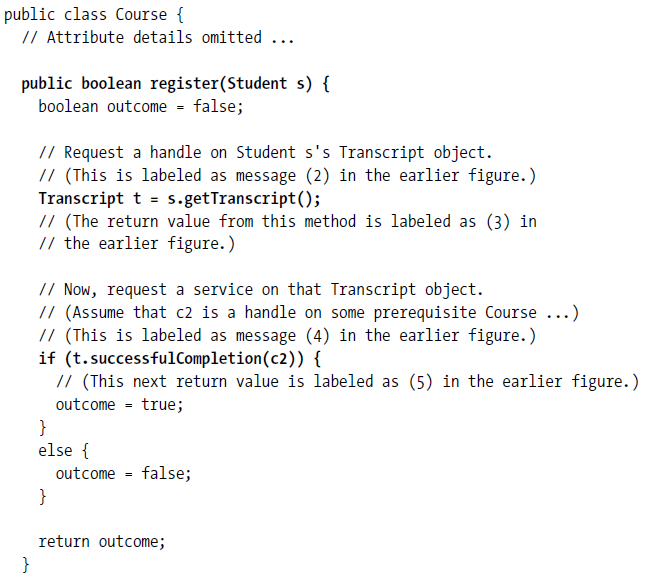 public class Course {
// Attribute details omitted ...
public boolean register(Student s) {
boolean outcome = false;
// Request a handle on Student s's Transcript object.
// (This is labeled as message (2) in the earlier figure.)
Transcript t = s.getTranscript();
// (The return value from this method is labeled as (3) in
// the earlier figure.)
// Now, request a service on that Transcript object.
// (Assume that c2 is a handle on some prerequisite Course ...)
// (This is labeled as message (4) in the earlier figure.)
if (t.successfulCompletion(c2)) {
// (This next return value is labeled as (5) in the earlier figure.)
outcome = true;
}
else {
outcome = false;
}
return outcome;
}